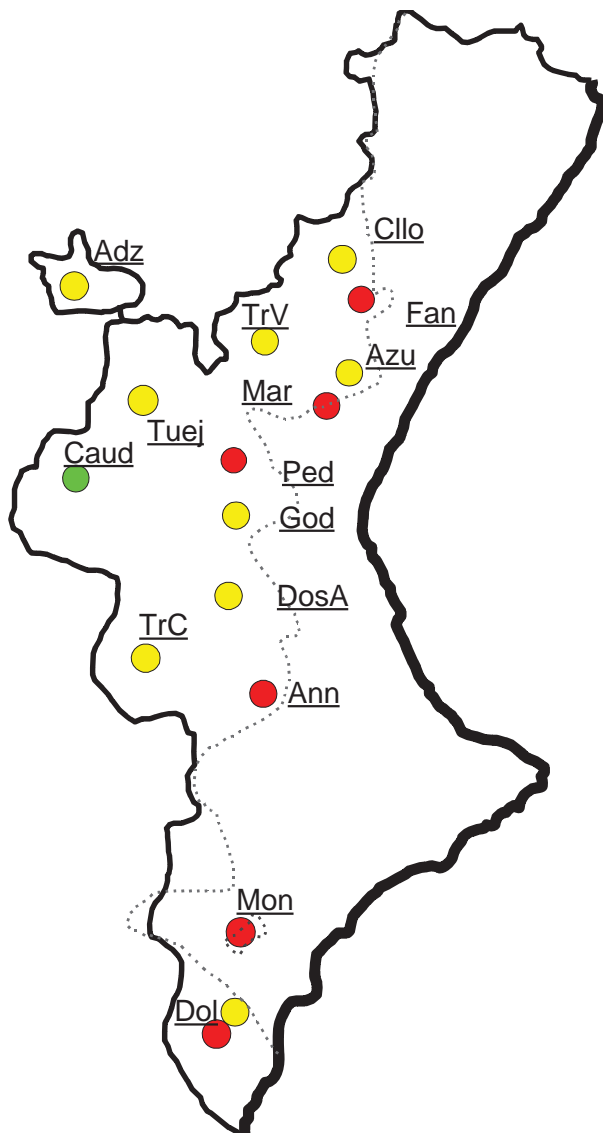 Cllo
Adz
Fan
TrV
Azu
Mar
Tuej
Caud
Ped
God
DosA
TrC
Ann
Mon
Dol